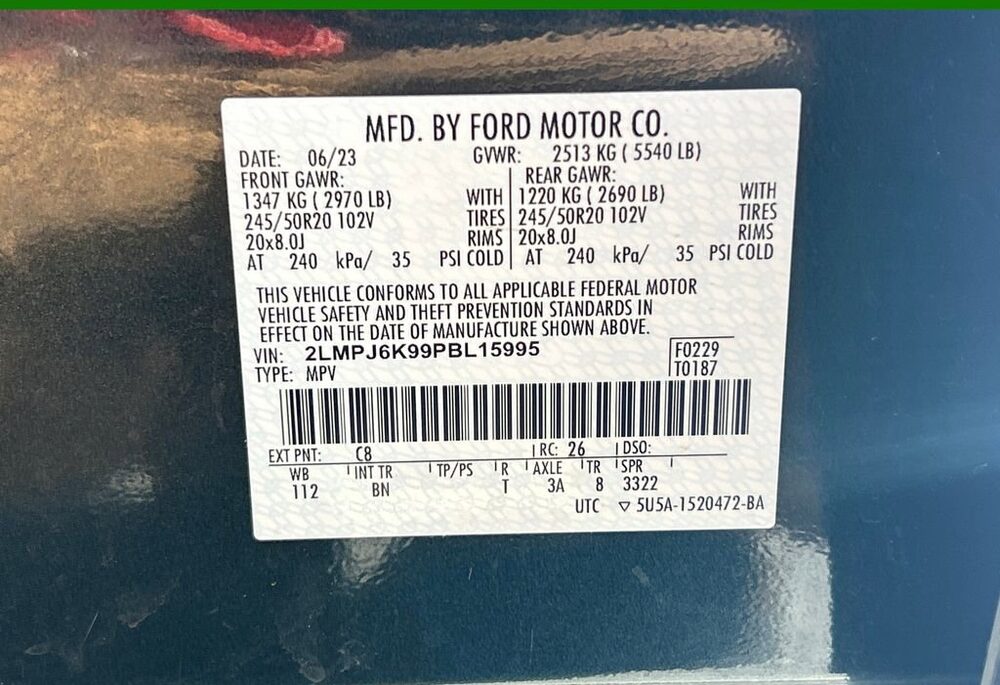 MFD. BY FORD MOTOR CO.
DATE: 06/23 GVWR: 2513 KG ( 5540 LB)
FRONT GAWR: REAR GAWR:
1347 KG ( 2970 LB) WITH 1220 KG ( 2690 LB) WITH
245/50R20 102V TIRES 245/50R20 102V TIRES
20x8.0J RIMS 20x8.0J RIMS
AT 240 kPa/ 35 PSI COLD AT 240 kPa/ 35 PSI COLD
THIS VEHICLE CONFORMS TO ALL APPLICABLE FEDERAL MOTOR
VEHICLE SAFETY AND THEFT PREVENTION STANDARDS IN
EFFECT ON THE DATE OF MANUFACTURE SHOWN ABOVE.
VIN: 2LMPJ6K99PBL15995 F0229
TYPE: MPV T0187
EXT PNT: C8 RC: 26 DSO:
WB INT TR TP/PS R AXLE TR SPR
112 BN T 3A 8 3322
UTC ▽ 5U5A-1520472-BA